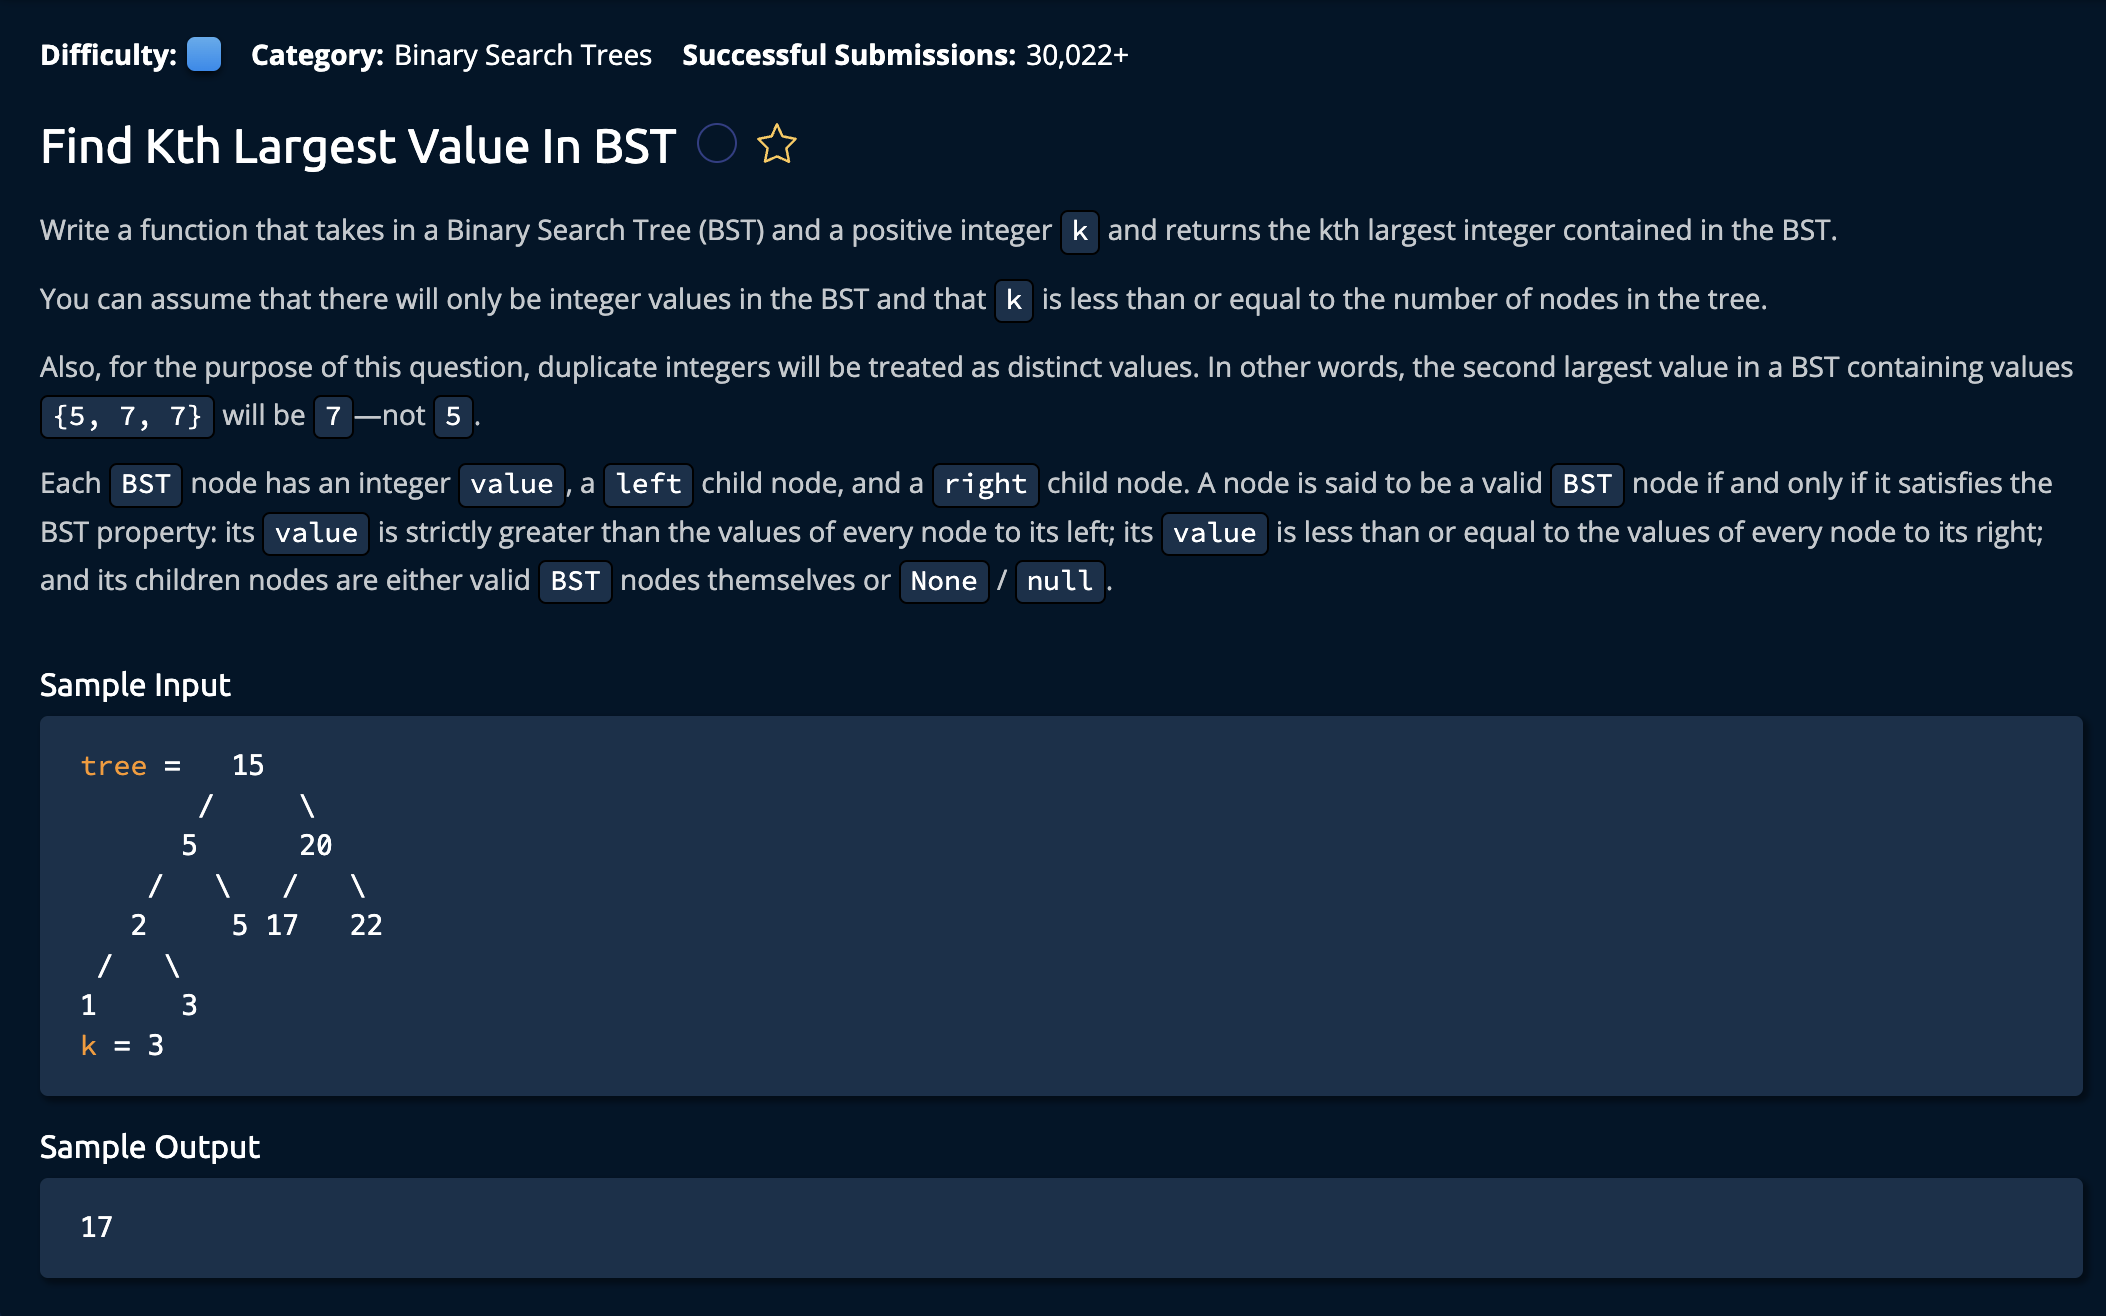 Difficulty: Category: Binary Search Trees Successful Submissions: 30,022+
Find Kth Largest Value In BST
Write a function that takes in a Binary Search Tree (BST) and a positive integer k and returns the kth largest integer contained in the BST.
You can assume that there will only be integer values in the BST and that k is less than or equal to the number of nodes in the tree.
Also, for the purpose of this question, duplicate integers will be treated as distinct values. In other words, the second largest value in a BST containing values
{5, 7, 7} will be 7—not 5.
Each BST node has an integer value, a left child node, and a right child node. A node is said to be a valid BST node if and only if it satisfies the
BST property: its value is strictly greater than the values of every node to its left; its value is less than or equal to the values of every node to its right;
and its children nodes are either valid BST nodes themselves or None / null.
Sample Input
tree =   15
       /     \
      5      20
    /   \   /   \
   2     5 17   22
 /   \
1     3
k = 3
Sample Output
17